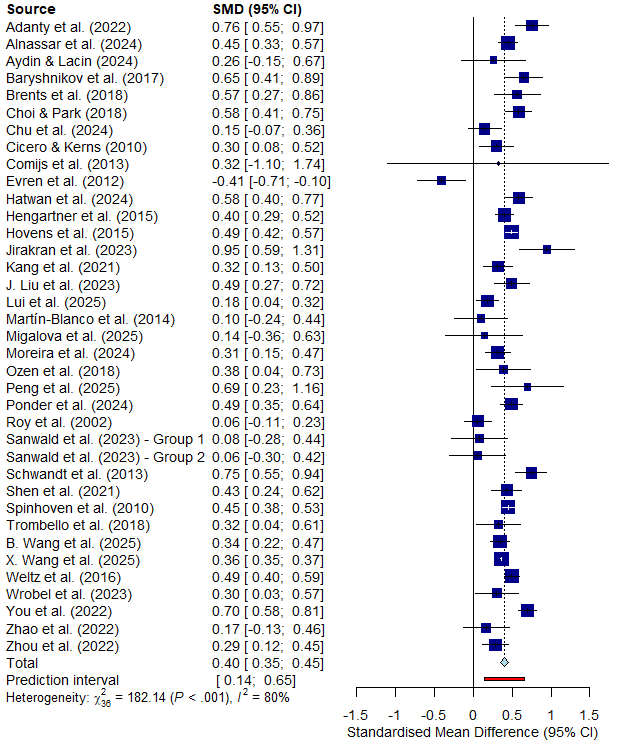 Source SMD (95% CI)
Adanty et al. (2022) 0.76 [ 0.55; 0.97]
Alnassar et al. (2024) 0.45 [ 0.33; 0.57]
Aydin & Lacin (2024) 0.26 [ -0.15; 0.67]
Baryshnikov et al. (2017) 0.65 [ 0.41; 0.89]
Brents et al. (2018) 0.57 [ 0.27; 0.86]
Choi & Park (2018) 0.58 [ 0.41; 0.75]
Chu et al. (2024) 0.15 [ -0.07; 0.36]
Cicero & Kerns (2010) 0.30 [ 0.08; 0.52]
Comijs et al. (2013) 0.32 [ -1.10; 1.74]
Evren et al. (2012) -0.41 [ -0.71; -0.10]
Hatwan et al. (2024) 0.58 [ 0.40; 0.77]
Hengartner et al. (2015) 0.40 [ 0.29; 0.52]
Hovens et al. (2015) 0.49 [ 0.42; 0.57]
Jirakran et al. (2023) 0.95 [ 0.59; 1.31]
Kang et al. (2021) 0.32 [ 0.13; 0.50]
J. Liu et al. (2023) 0.49 [ 0.27; 0.72]
Lui et al. (2025) 0.18 [ 0.04; 0.32]
Martín-Blanco et al. (2014) 0.10 [ -0.24; 0.44]
Migalova et al. (2025) 0.14 [ -0.36; 0.63]
Moreira et al. (2024) 0.31 [ 0.15; 0.47]
Ozen et al. (2018) 0.38 [ 0.04; 0.73]
Peng et al. (2025) 0.69 [ 0.23; 1.16]
Ponder et al. (2024) 0.49 [ 0.35; 0.64]
Roy et al. (2002) 0.06 [ -0.11; 0.23]
Sanwald et al. (2023) - Group 1 0.08 [ -0.28; 0.44]
Sanwald et al. (2023) - Group 2 0.06 [ -0.30; 0.42]
Schwandt et al. (2013) 0.75 [ 0.55; 0.94]
Shen et al. (2021) 0.43 [ 0.24; 0.62]
Spinhoven et al. (2010) 0.45 [ 0.38; 0.53]
Trombello et al. (2018) 0.32 [ 0.04; 0.61]
B. Wang et al. (2025) 0.34 [ 0.22; 0.47]
X. Wang et al. (2025) 0.36 [ 0.35; 0.37]
Weltz et al. (2016) 0.49 [ 0.40; 0.59]
Wrobel et al. (2023) 0.30 [ 0.03; 0.57]
You et al. (2022) 0.70 [ 0.58; 0.81]
Zhao et al. (2022) 0.17 [ -0.13; 0.46]
Zhou et al. (2022) 0.29 [ 0.12; 0.45]
Total 0.40 [ 0.35; 0.45]
Prediction interval [ 0.14; 0.65]
Heterogeneity: χ²₃₆ = 182.14 (P < .001), I² = 80%
-1.5 -1 -0.5 0 0.5 1 1.5
Standardised Mean Difference (95% CI)